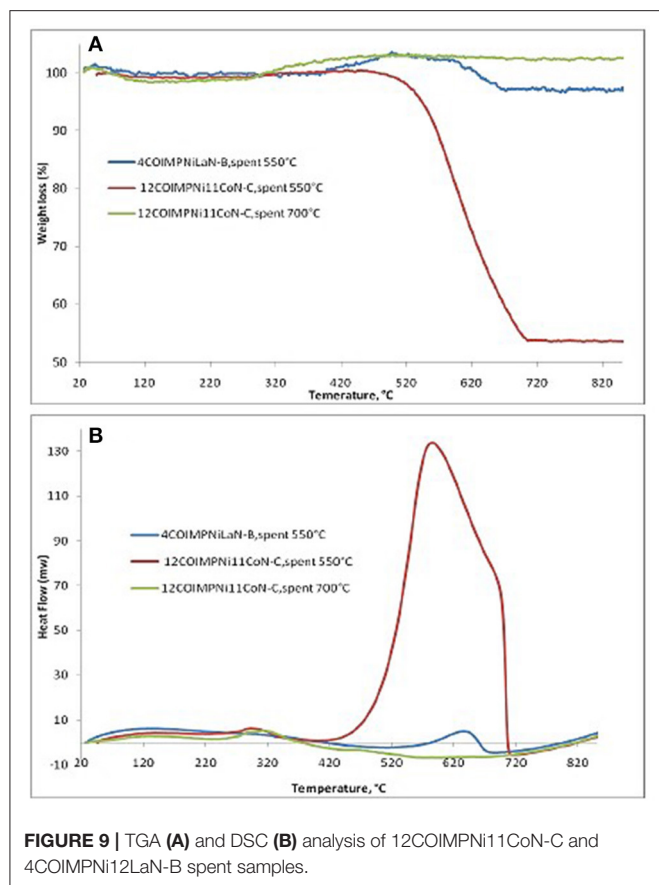 A
100
90
80
70
60
50
Weight loss (%)
4COIMPNiLaN-B,spent 550°C
12COIMPNi11CoN-C,spent 550°C
12COIMPNi11CoN-C,spent 700°C
20 120 220 320 420 520 620 720 820
Temerature, °C
B
130
110
90
70
50
30
10
-10
Heat Flow (mw)
4COIMPNiLaN-B,spent 550°C
12COIMPNi11CoN-C,spent 550°C
12COIMPNi11CoN-C,spent 700°C
20 120 220 320 420 520 620 720 820
Temperature, °C
FIGURE 9 | TGA (A) and DSC (B) analysis of 12COIMPNi11CoN-C and
4COIMPNi12LaN-B spent samples.